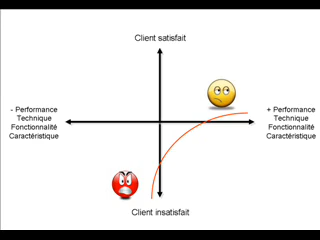 Client satisfait
- Performance
Technique
Fonctionnalité
Caractéristique
+ Performance
Technique
Fonctionnalité
Caractéristique
Client insatisfait